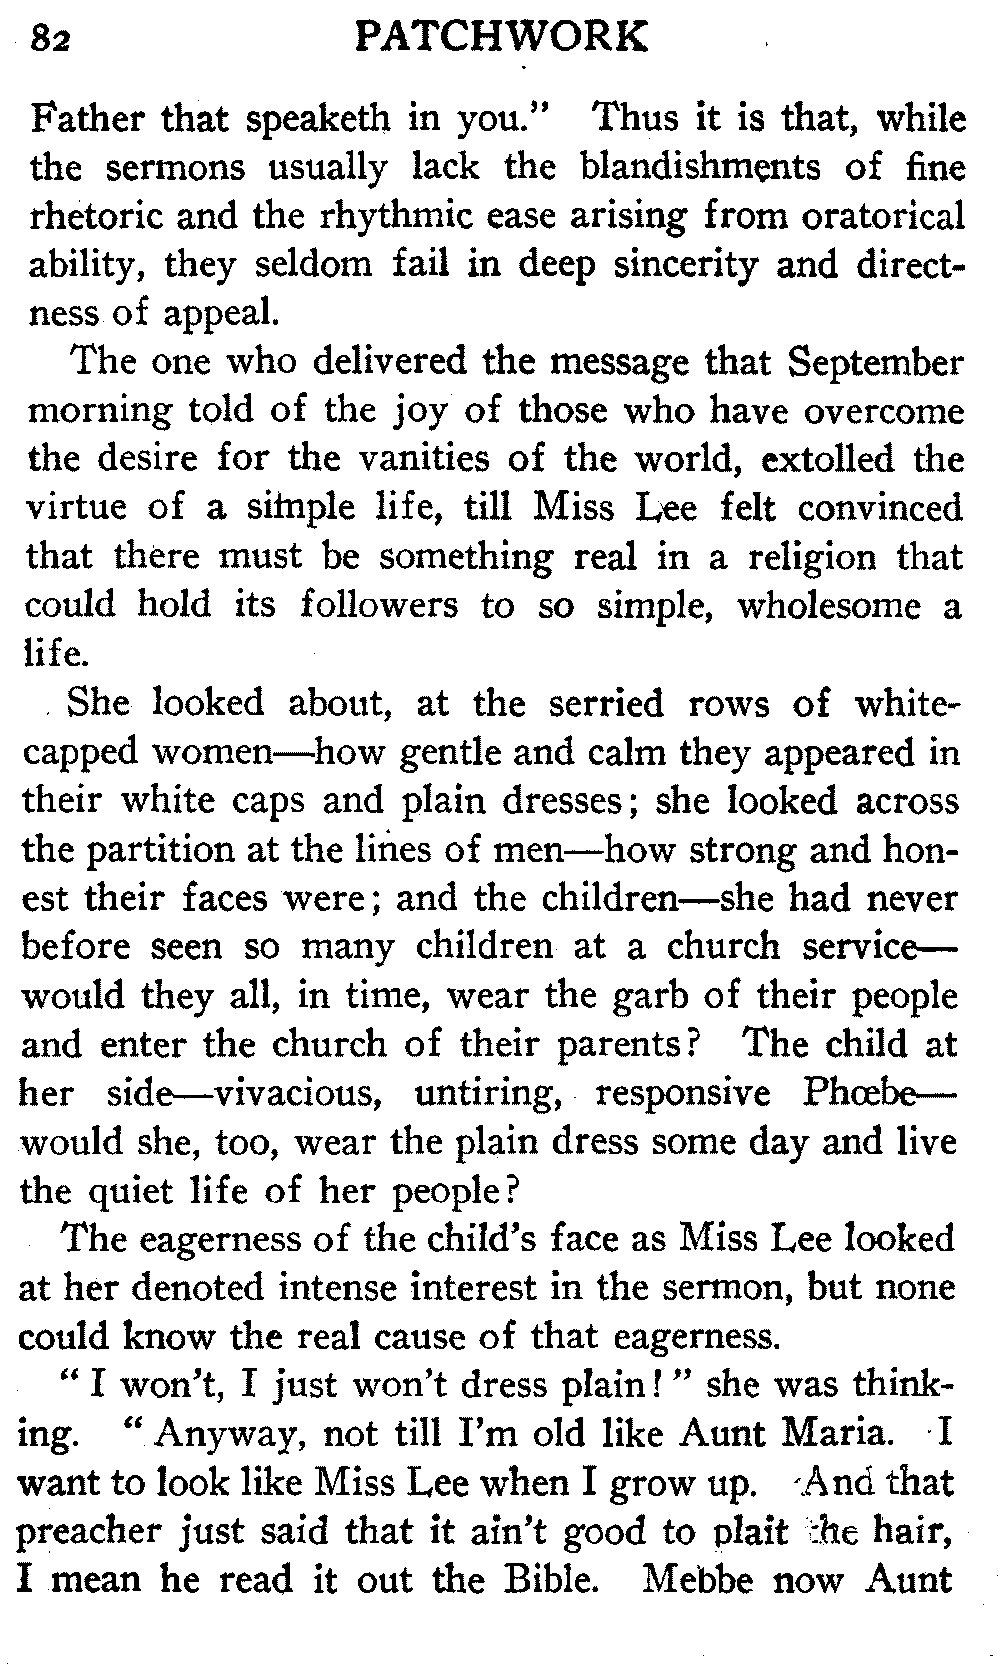 82 PATCHWORK
Father that speaketh in you." Thus it is that, while
the sermons usually lack the blandishments of fine
rhetoric and the rhythmic ease arising from oratorical
ability, they seldom fail in deep sincerity and direct-
ness of appeal.
The one who delivered the message that September
morning told of the joy of those who have overcome
the desire for the vanities of the world, extolled the
virtue of a simple life, till Miss Lee felt convinced
that there must be something real in a religion that
could hold its followers to so simple, wholesome a
life.
She looked about, at the serried rows of white-
capped women—how gentle and calm they appeared in
their white caps and plain dresses; she looked across
the partition at the lines of men—how strong and hon-
est their faces were; and the children—she had never
before seen so many children at a church service—
would they all, in time, wear the garb of their people
and enter the church of their parents? The child at
her side—vivacious, untiring, responsive Phœbe—
would she, too, wear the plain dress some day and live
the quiet life of her people?
The eagerness of the child's face as Miss Lee looked
at her denoted intense interest in the sermon, but none
could know the real cause of that eagerness.
"I won't, I just won't dress plain!" she was think-
ing. "Anyway, not till I'm old like Aunt Maria. I
want to look like Miss Lee when I grow up. And that
preacher just said that it ain't good to plait the hair,
I mean he read it out the Bible. Mebbe now Aunt